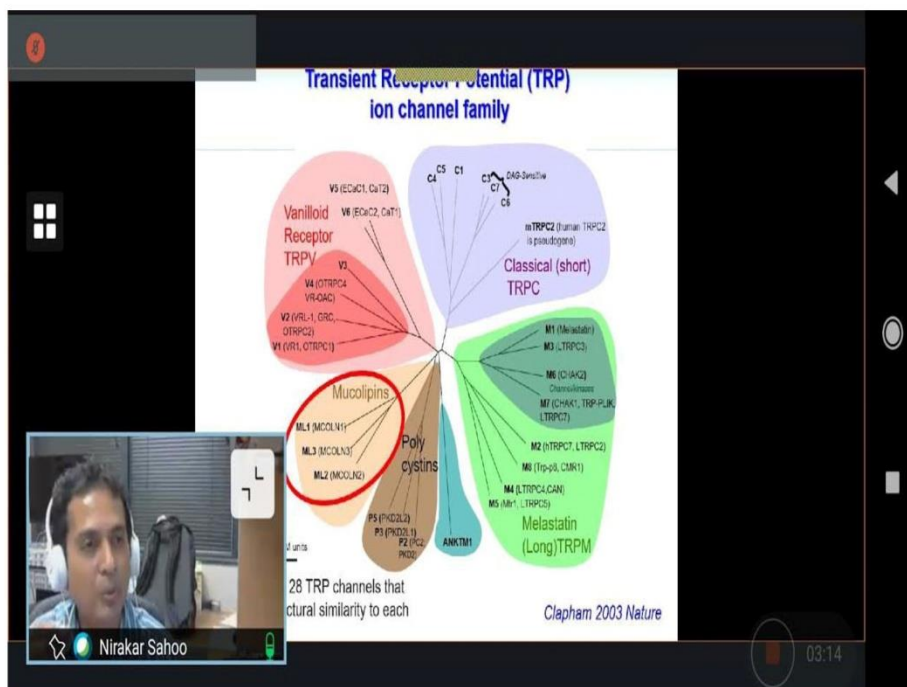 Transient Receptor Potential (TRP)
ion channel family
C5
C1
C4
C3
DAG-Sensitive
C7
C6
V5 (ECaC1, CaT2)
V6 (ECaC2, CaT1)
Vanilloid
Receptor
TRPV
mTRPC2 (human TRPC2
is pseudogene)
Classical (short)
TRPC
V3
V4 (OTRPC4
VR-OAC)
V2 (VRL-1, GRC,
OTRPC2)
V1 (VR1, OTRPC1)
M1 (Melastatin)
M3 (LTRPC3)
M6 (CHAK2)
Channelkinases
M7 (CHAK1, TRP-PLIK,
LTRPC7)
Mucolipins
ML1 (MCOLN1)
ML3 (MCOLN3)
ML2 (MCOLN2)
Poly
cystins
M2 (hTRPC7, LTRPC2)
M8 (Trp-p8, CMR1)
M4 (LTRPC4,CAN)
M5 (Mtr1, LTRPC5)
P5 (PKD2L2)
P3 (PKD2L1)
P2 (PC2,
PKD2)
ANKTM1
Melastatin
(Long)TRPM
units
28 TRP channels that
ctural similarity to each
Clapham 2003 Nature
Nirakar Sahoo
03:14